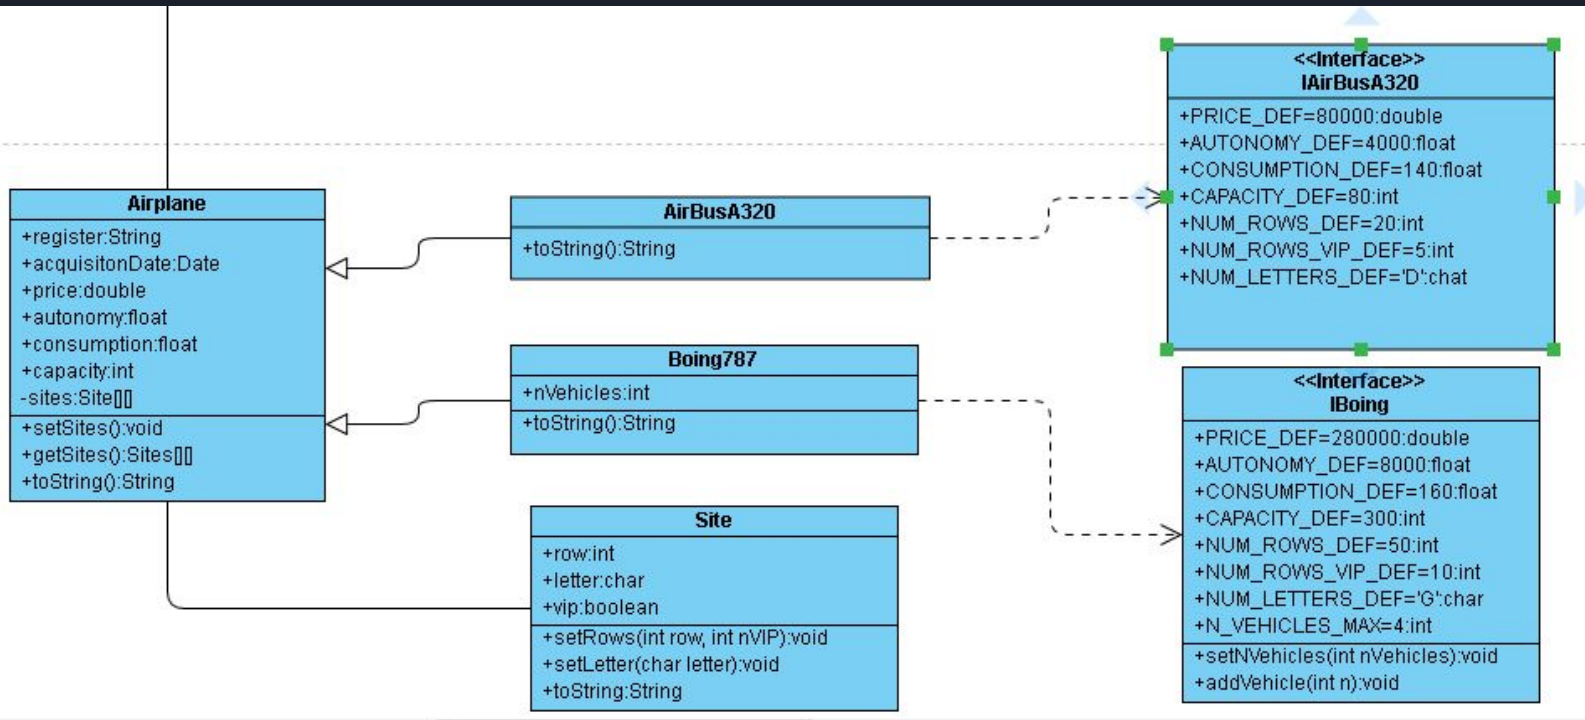 Airplane
+register:String
+acquisitonDate:Date
+price:double
+autonomy:float
+consumption:float
+capacity:int
-sites:Site[][]
+setSites():void
+getSites():Sites[][]
+toString():String
AirBusA320
+toString():String
Boing787
+nVehicles:int
+toString():String
Site
+row:int
+letter:char
+vip:boolean
+setRows(int row, int nVIP):void
+setLetter(char letter):void
+toString:String
<<Interface>>
IAirBusA320
+PRICE_DEF=80000:double
+AUTONOMY_DEF=4000:float
+CONSUMPTION_DEF=140:float
+CAPACITY_DEF=80:int
+NUM_ROWS_DEF=20:int
+NUM_ROWS_VIP_DEF=5:int
+NUM_LETTERS_DEF='D':chat
<<Interface>>
IBoing
+PRICE_DEF=280000:double
+AUTONOMY_DEF=8000:float
+CONSUMPTION_DEF=160:float
+CAPACITY_DEF=300:int
+NUM_ROWS_DEF=50:int
+NUM_ROWS_VIP_DEF=10:int
+NUM_LETTERS_DEF='G':char
+N_VEHICLES_MAX=4:int
+setNVehicles(int nVehicles):void
+addVehicle(int n):void